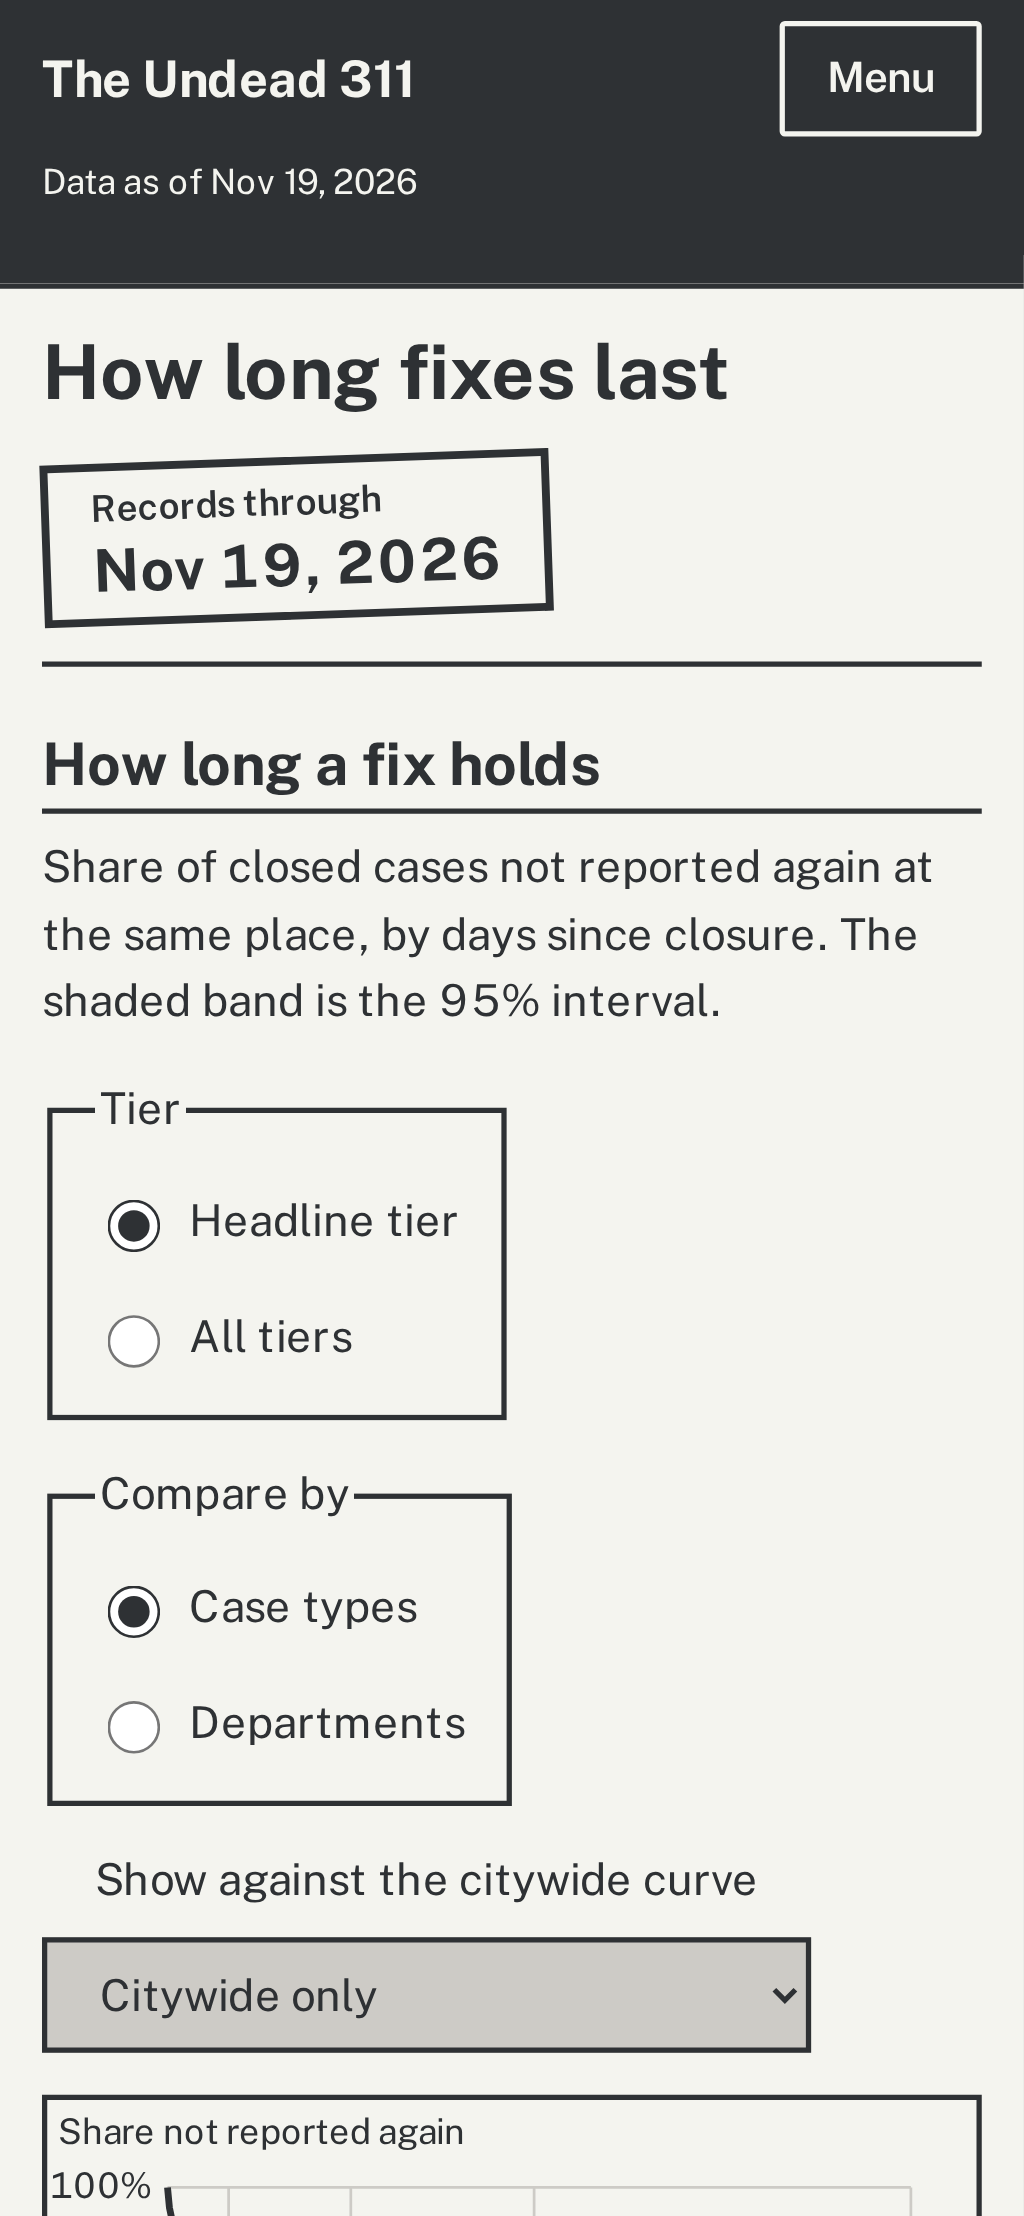 The Undead 311
Menu
Data as of Nov 19, 2026
How long fixes last
Records through
Nov 19, 2026
How long a fix holds
Share of closed cases not reported again at
the same place, by days since closure. The
shaded band is the 95% interval.
Tier
Headline tier
All tiers
Compare by
Case types
Departments
Show against the citywide curve
Citywide only
Share not reported again
100%